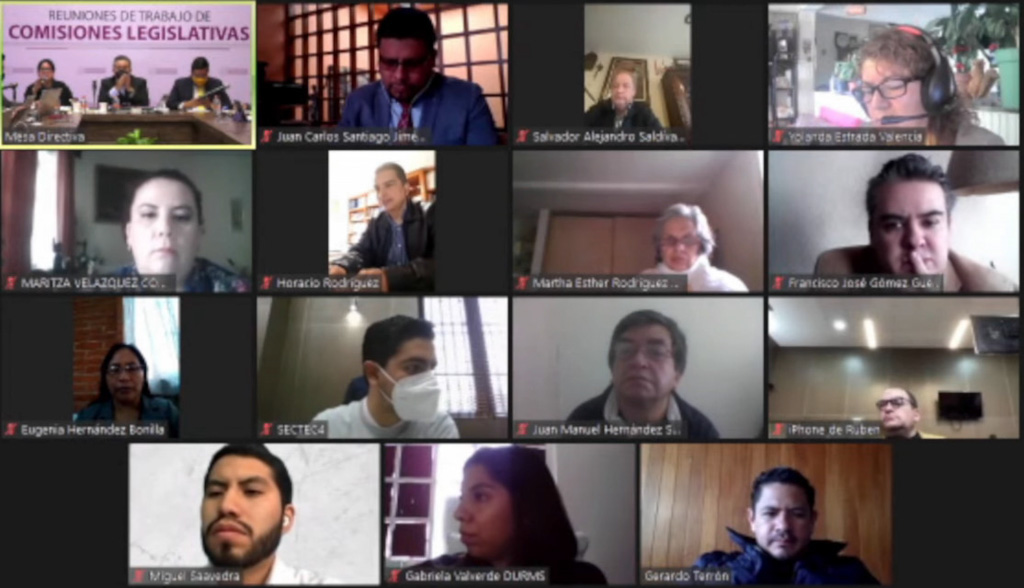 REUNIONES DE TRABAJO DE
COMISIONES LEGISLATIVAS
Mesa Directiva
Juan Carlos Santiago Jimé...
Salvador Alejandro Saldiva...
Yolanda Estrada Valencia
MARITZA VELAZQUEZ CO...
Horacio Rodriguez
Martha Esther Rodriguez ...
Francisco José Gómez Gue...
Eugenia Hernández Bonilla
SECTEC4
Juan Manuel Hernández S...
iPhone de Ruben
Miguel Saavedra
Gabriela Valverde DURMS
Gerardo Terrón